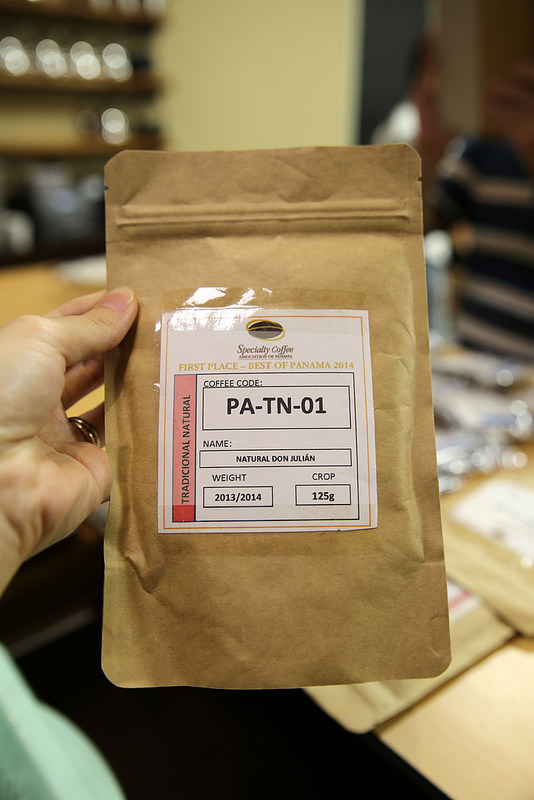 Specialty Coffee
ASSOCIATION OF PANAMA
FIRST PLACE – BEST OF PANAMA 2014
TRADICIONAL NATURAL
COFFEE CODE:
PA-TN-01
NAME:
NATURAL DON JULIÁN
WEIGHT CROP
2013/2014 125g